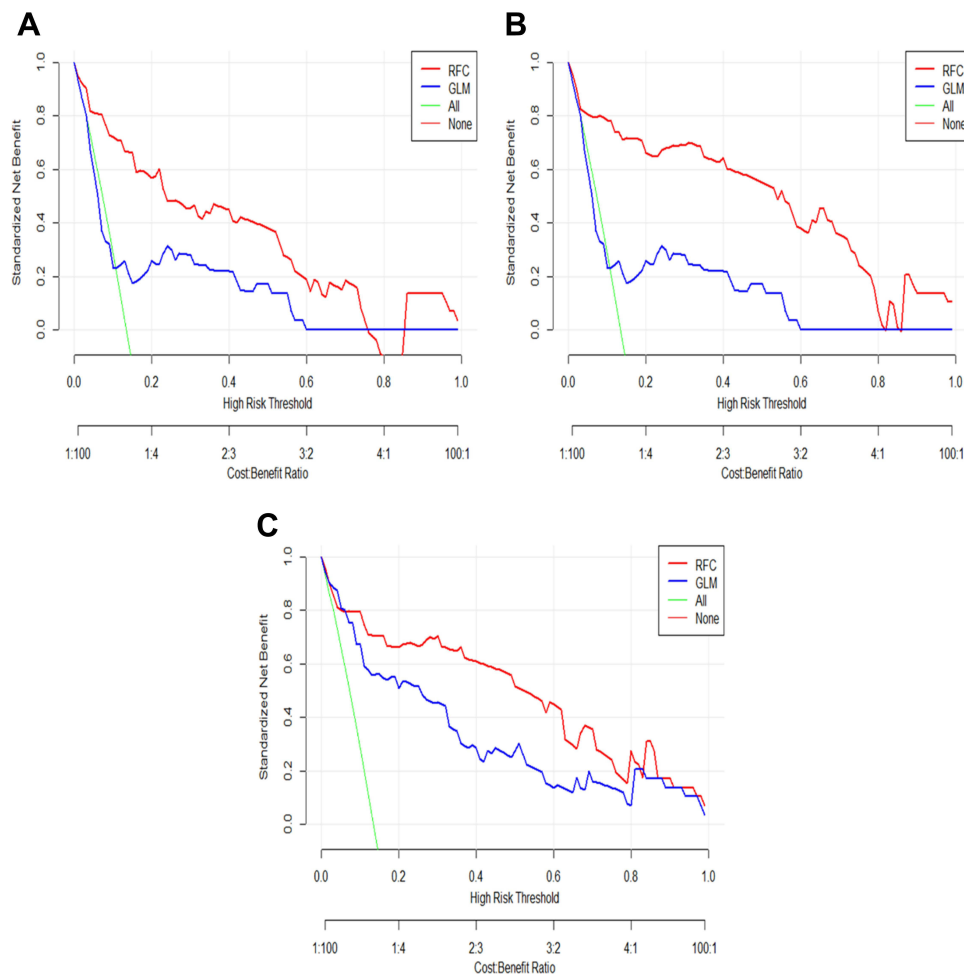 A
Standardized Net Benefit
1.0
0.8
0.6
0.4
0.2
0.0
RFC
GLM
All
None
0.0 0.2 0.4 0.6 0.8 1.0
High Risk Threshold
1:100 1:4 2:3 3:2 4:1 100:1
Cost:Benefit Ratio
B
Standardized Net Benefit
1.0
0.8
0.6
0.4
0.2
0.0
RFC
GLM
All
None
0.0 0.2 0.4 0.6 0.8 1.0
High Risk Threshold
1:100 1:4 2:3 3:2 4:1 100:1
Cost:Benefit Ratio
C
Standardized Net Benefit
1.0
0.8
0.6
0.4
0.2
0.0
RFC
GLM
All
None
0.0 0.2 0.4 0.6 0.8 1.0
High Risk Threshold
1:100 1:4 2:3 3:2 4:1 100:1
Cost:Benefit Ratio